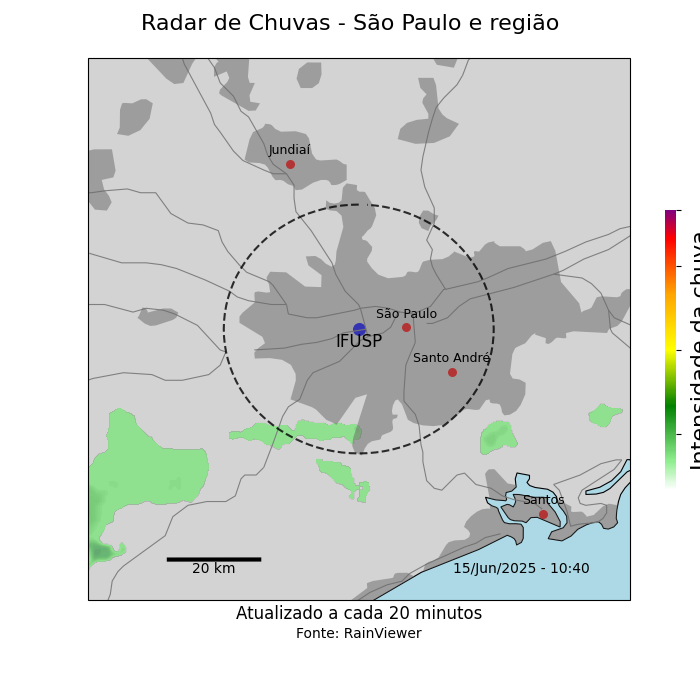 Radar de Chuvas - São Paulo e região
Jundiaí
São Paulo
IFUSP
Santo André
Santos
20 km
15/Jun/2025 - 10:40
Intensidade da chuva
Atualizado a cada 20 minutos
Fonte: RainViewer